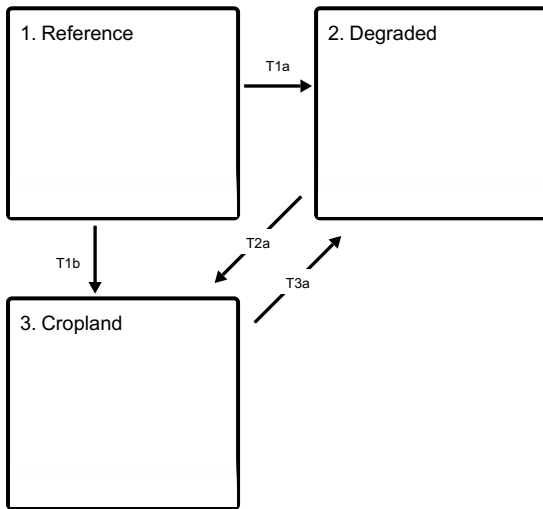 1. Reference
2. Degraded
T1a
T2a
T1b
T3a
3. Cropland